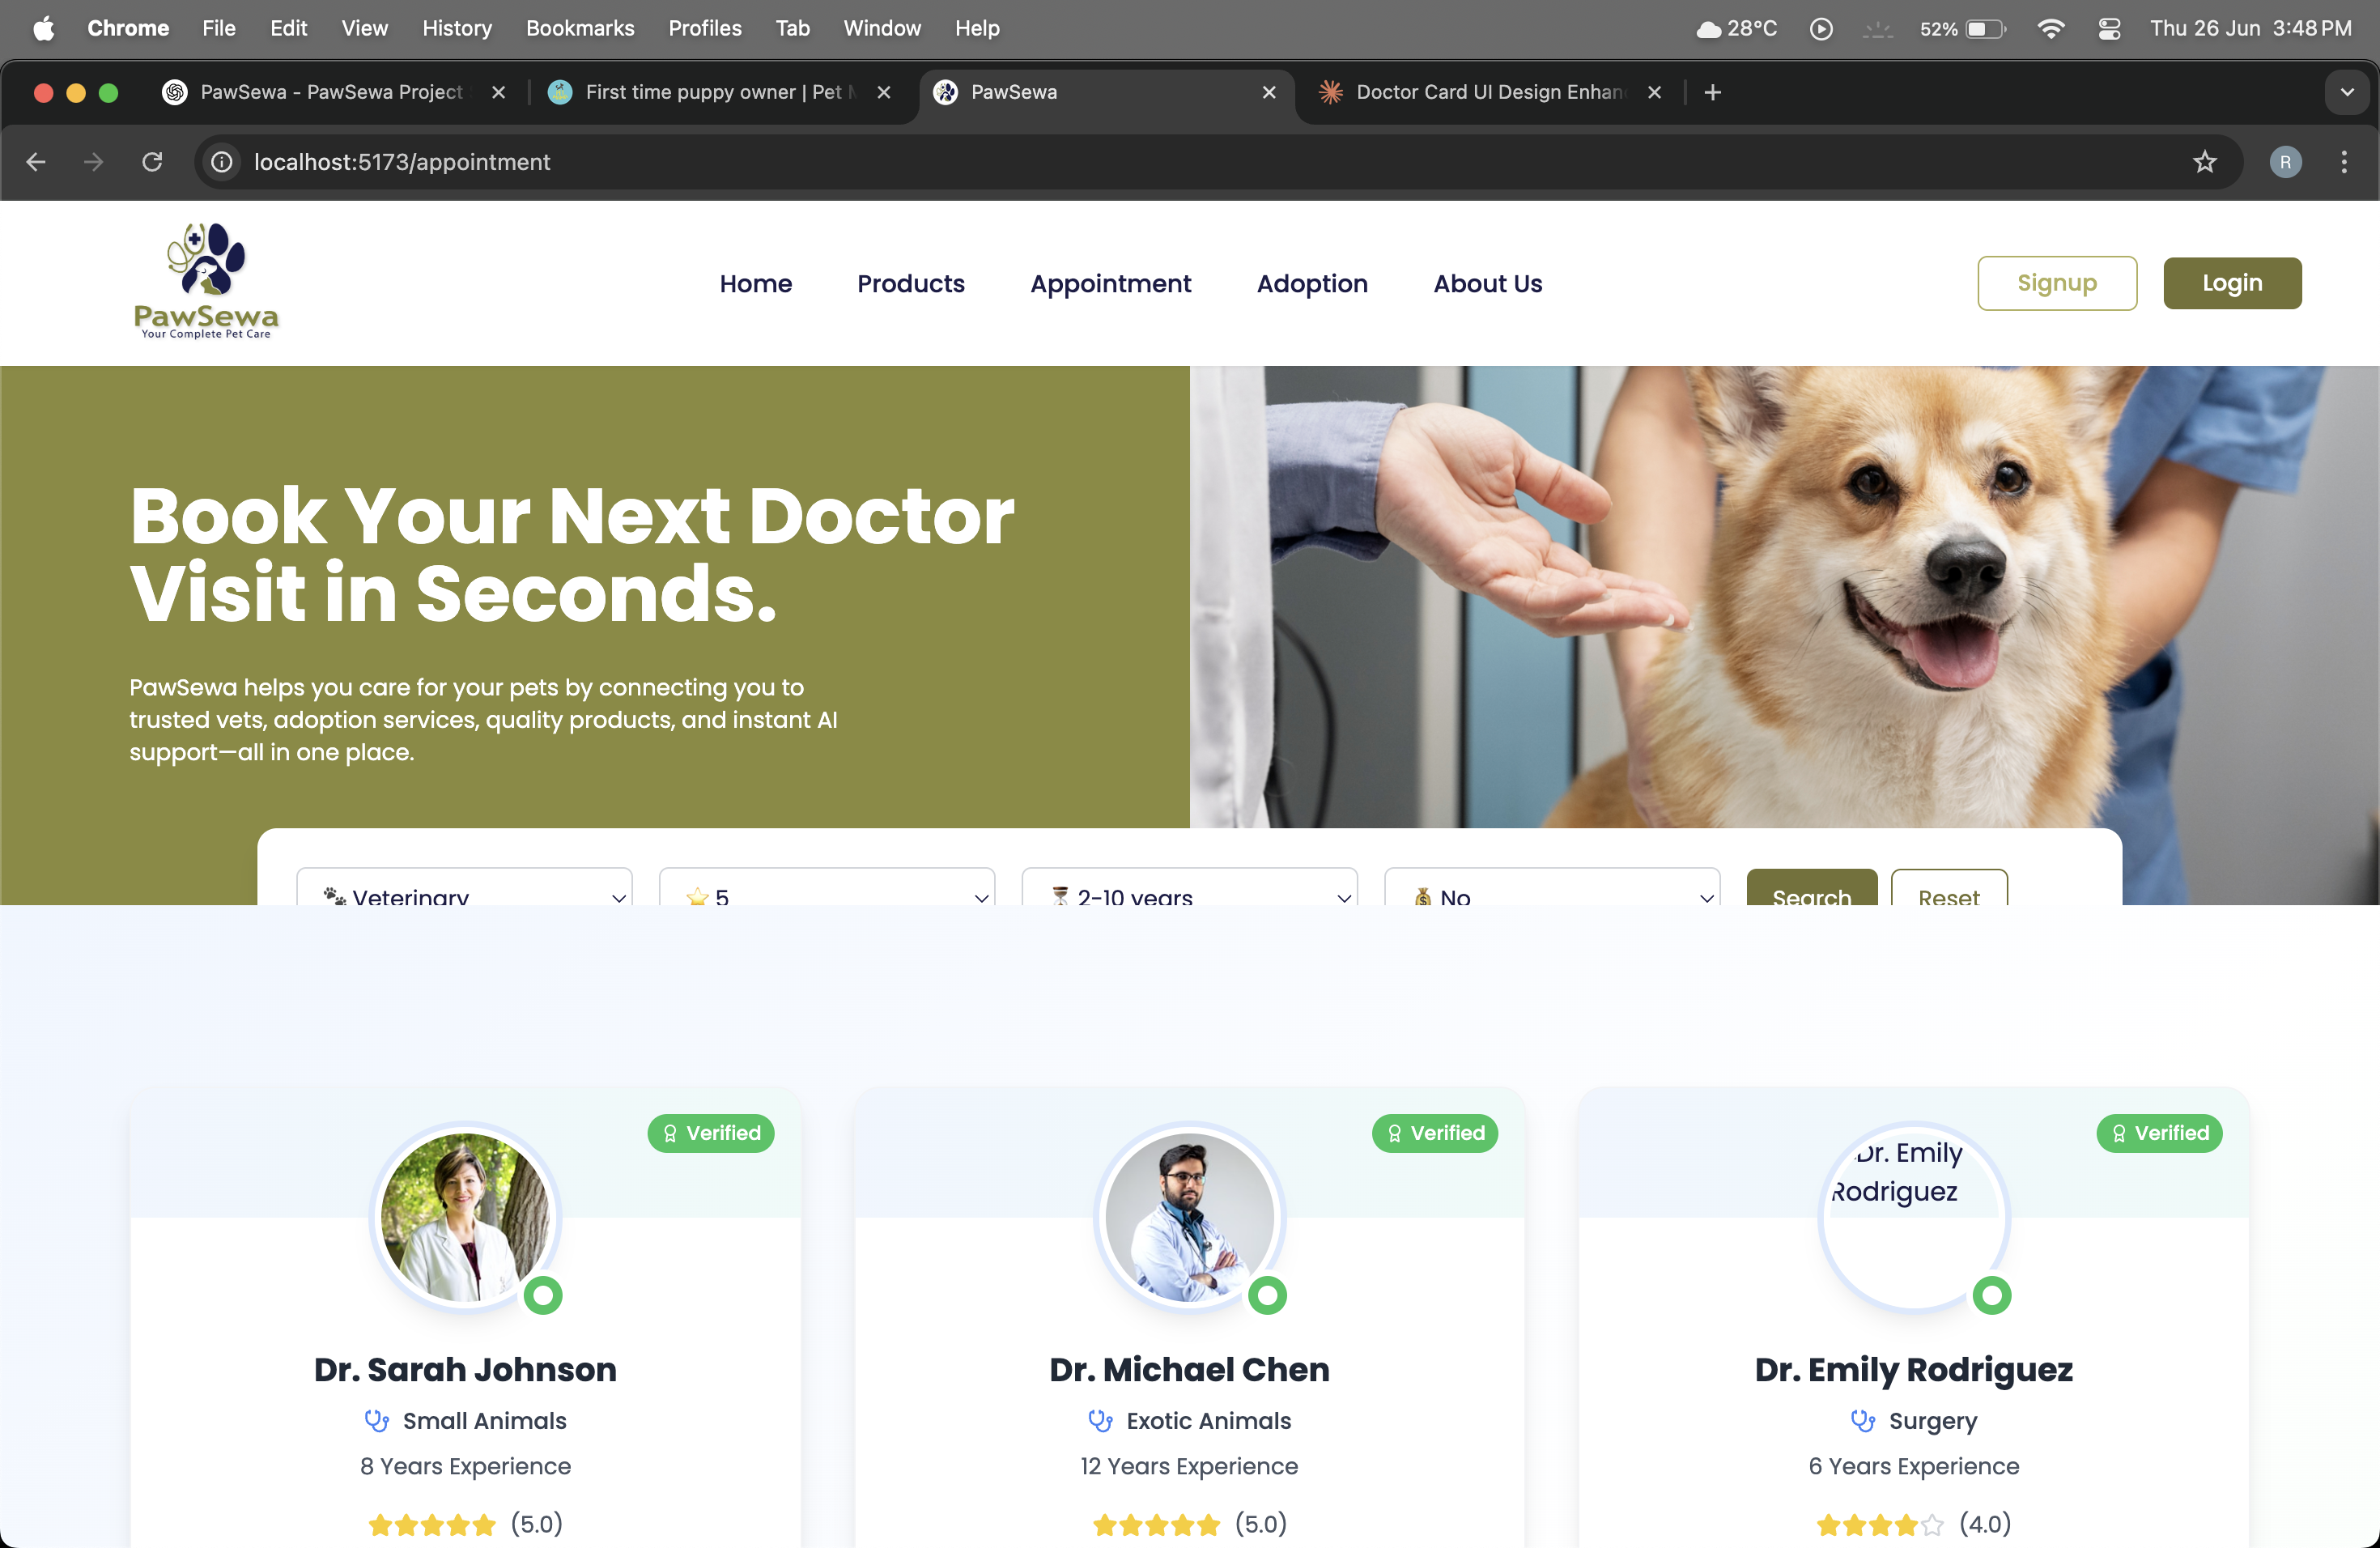 Chrome File Edit View History Bookmarks Profiles Tab Window Help 28°C 52% Thu 26 Jun 3:48 PM
PawSewa - PawSewa Project First time puppy owner | Pet PawSewa Doctor Card UI Design Enhan
localhost:5173/appointment R
PawSewa
Your Complete Pet Care
Home Products Appointment Adoption About Us Signup Login
Book Your Next Doctor
Visit in Seconds.
PawSewa helps you care for your pets by connecting you to
trusted vets, adoption services, quality products, and instant AI
support—all in one place.
Veterinary 5 2-10 years No Search Reset
Verified Verified Verified
Dr. Emily
Rodriguez
Dr. Sarah Johnson Dr. Michael Chen Dr. Emily Rodriguez
Small Animals Exotic Animals Surgery
8 Years Experience 12 Years Experience 6 Years Experience
(5.0) (5.0) (4.0)